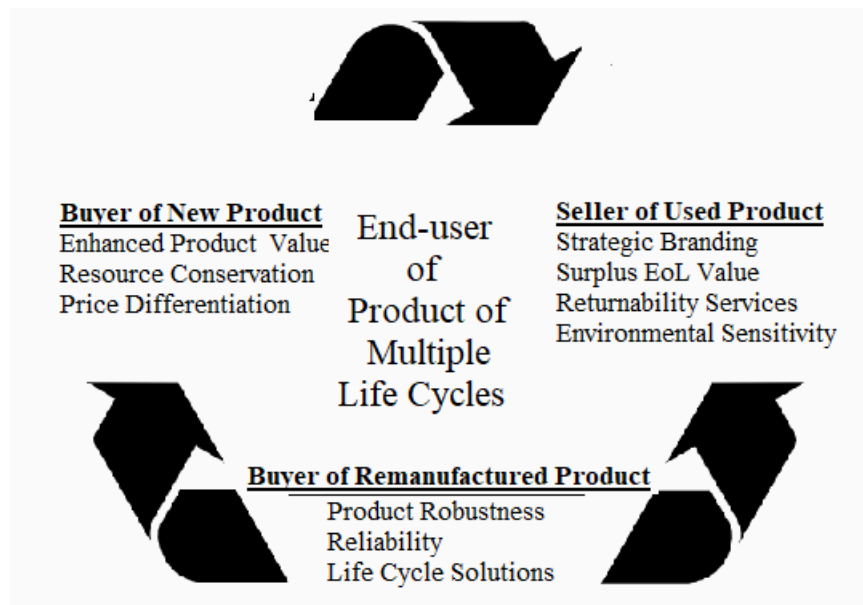 Buyer of New Product
Enhanced Product Value
Resource Conservation
Price Differentiation
End-user
of
Product of
Multiple
Life Cycles
Seller of Used Product
Strategic Branding
Surplus EoL Value
Returnability Services
Environmental Sensitivity
Buyer of Remanufactured Product
Product Robustness
Reliability
Life Cycle Solutions